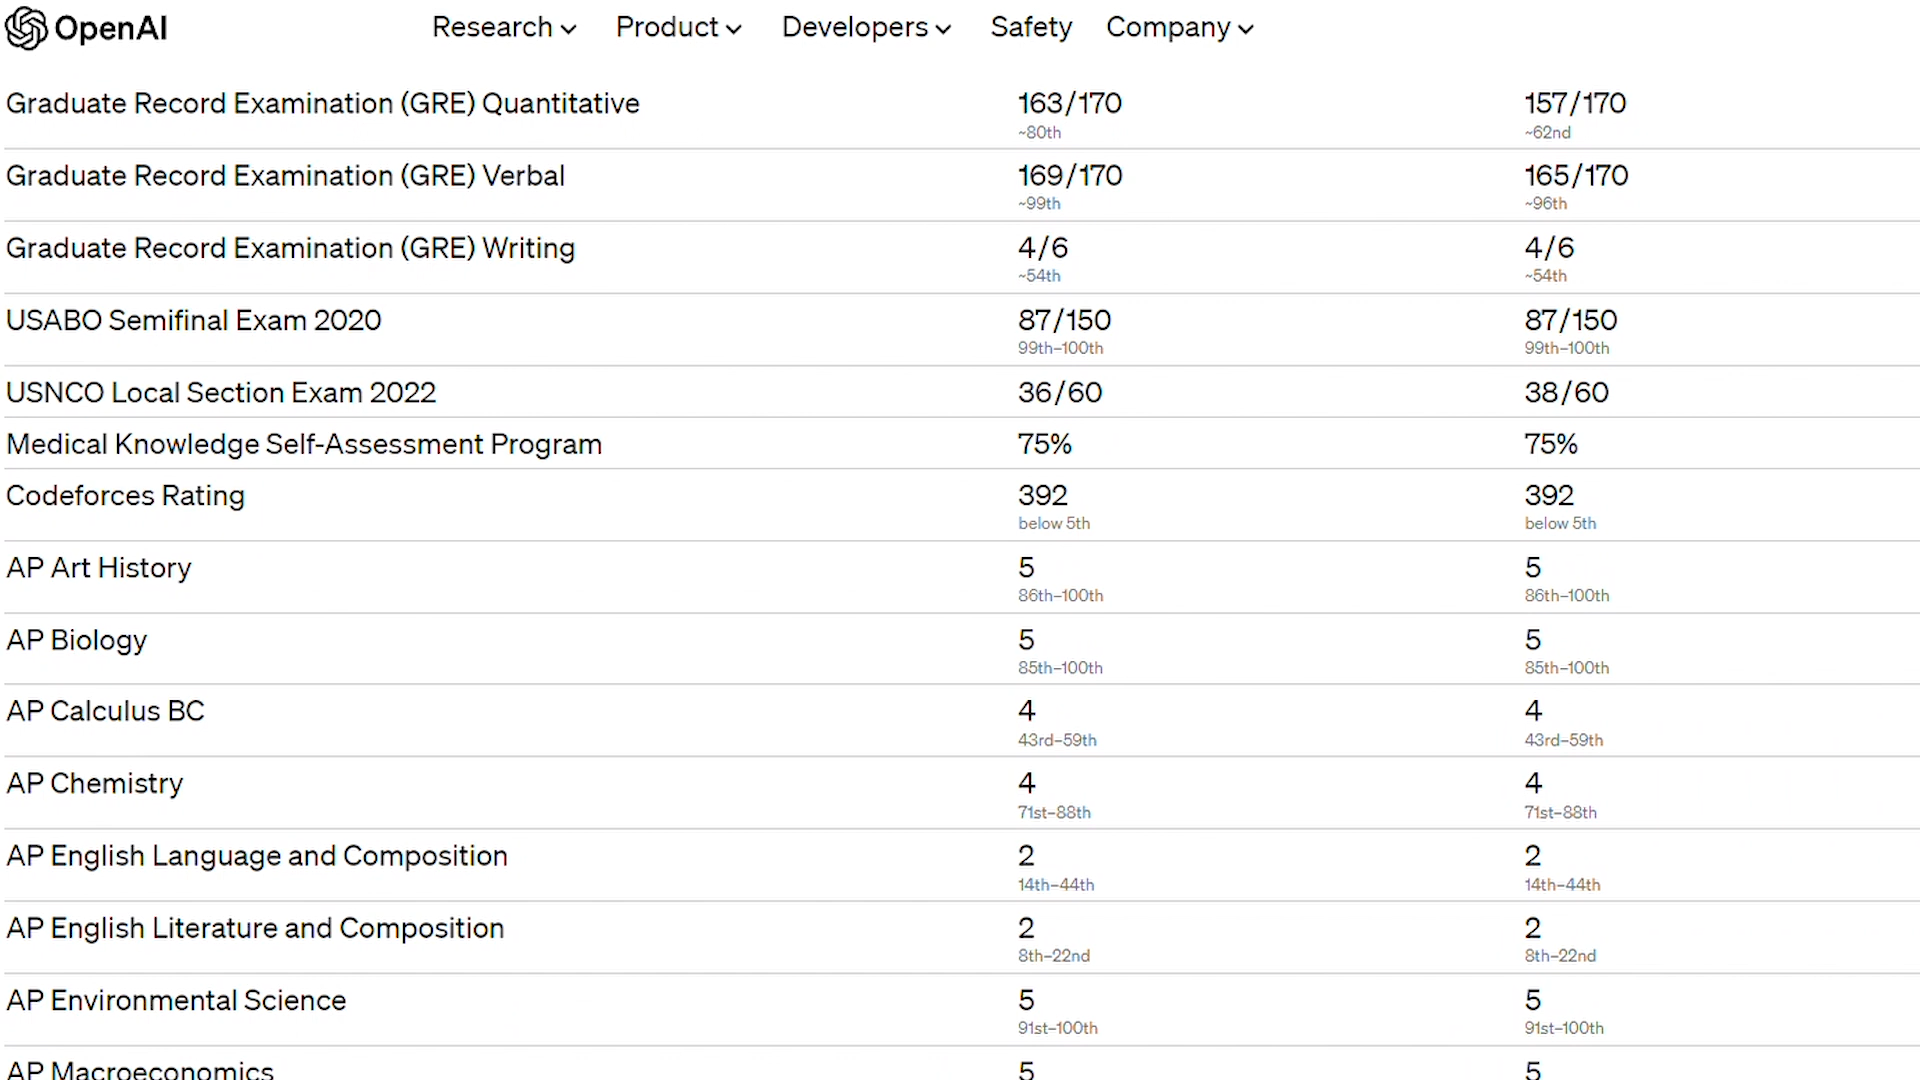 OpenAI Research Product Developers Safety Company
Graduate Record Examination (GRE) Quantitative 163/170 157/170
~80th ~62nd
Graduate Record Examination (GRE) Verbal 169/170 165/170
~99th ~96th
Graduate Record Examination (GRE) Writing 4/6 4/6
~54th ~54th
USABO Semifinal Exam 2020 87/150 87/150
99th–100th 99th–100th
USNCO Local Section Exam 2022 36/60 38/60
Medical Knowledge Self-Assessment Program 75% 75%
Codeforces Rating 392 392
below 5th below 5th
AP Art History 5 5
86th–100th 86th–100th
AP Biology 5 5
85th–100th 85th–100th
AP Calculus BC 4 4
43rd–59th 43rd–59th
AP Chemistry 4 4
71st–88th 71st–88th
AP English Language and Composition 2 2
14th–44th 14th–44th
AP English Literature and Composition 2 2
8th–22nd 8th–22nd
AP Environmental Science 5 5
91st–100th 91st–100th
AP Macroeconomics 5 5